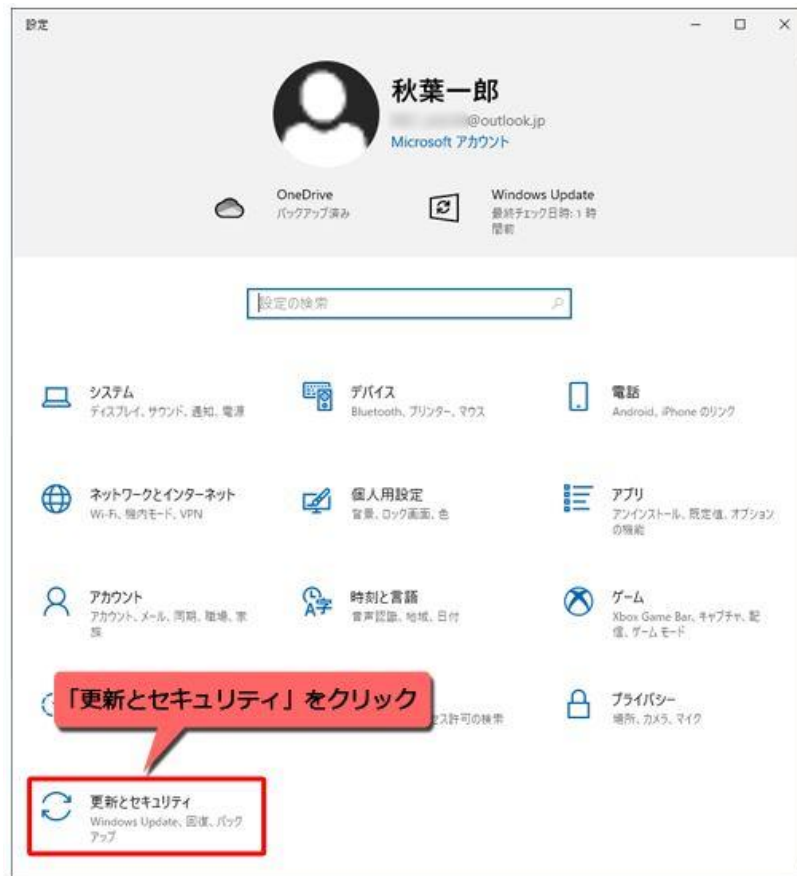 設定
秋葉一郎
@outlook.jp
Microsoft アカウント
OneDrive
バックアップ済み
Windows Update
最終チェック日時: 1 時
間前
設定の検索
システム
ディスプレイ、サウンド、通知、電源
デバイス
Bluetooth、プリンター、マウス
電話
Android、iPhone のリンク
ネットワークとインターネット
Wi-Fi、機内モード、VPN
個人用設定
背景、ロック画面、色
アプリ
アンインストール、既定値、オプション
の機能
アカウント
アカウント、メール、同期、職場、家
族
時刻と言語
音声認識、地域、日付
ゲーム
Xbox Game Bar、キャプチャ、配
信、ゲーム モード
「更新とセキュリティ」をクリック
セス許可の検索
プライバシー
場所、カメラ、マイク
更新とセキュリティ
Windows Update、回復、バック
アップ